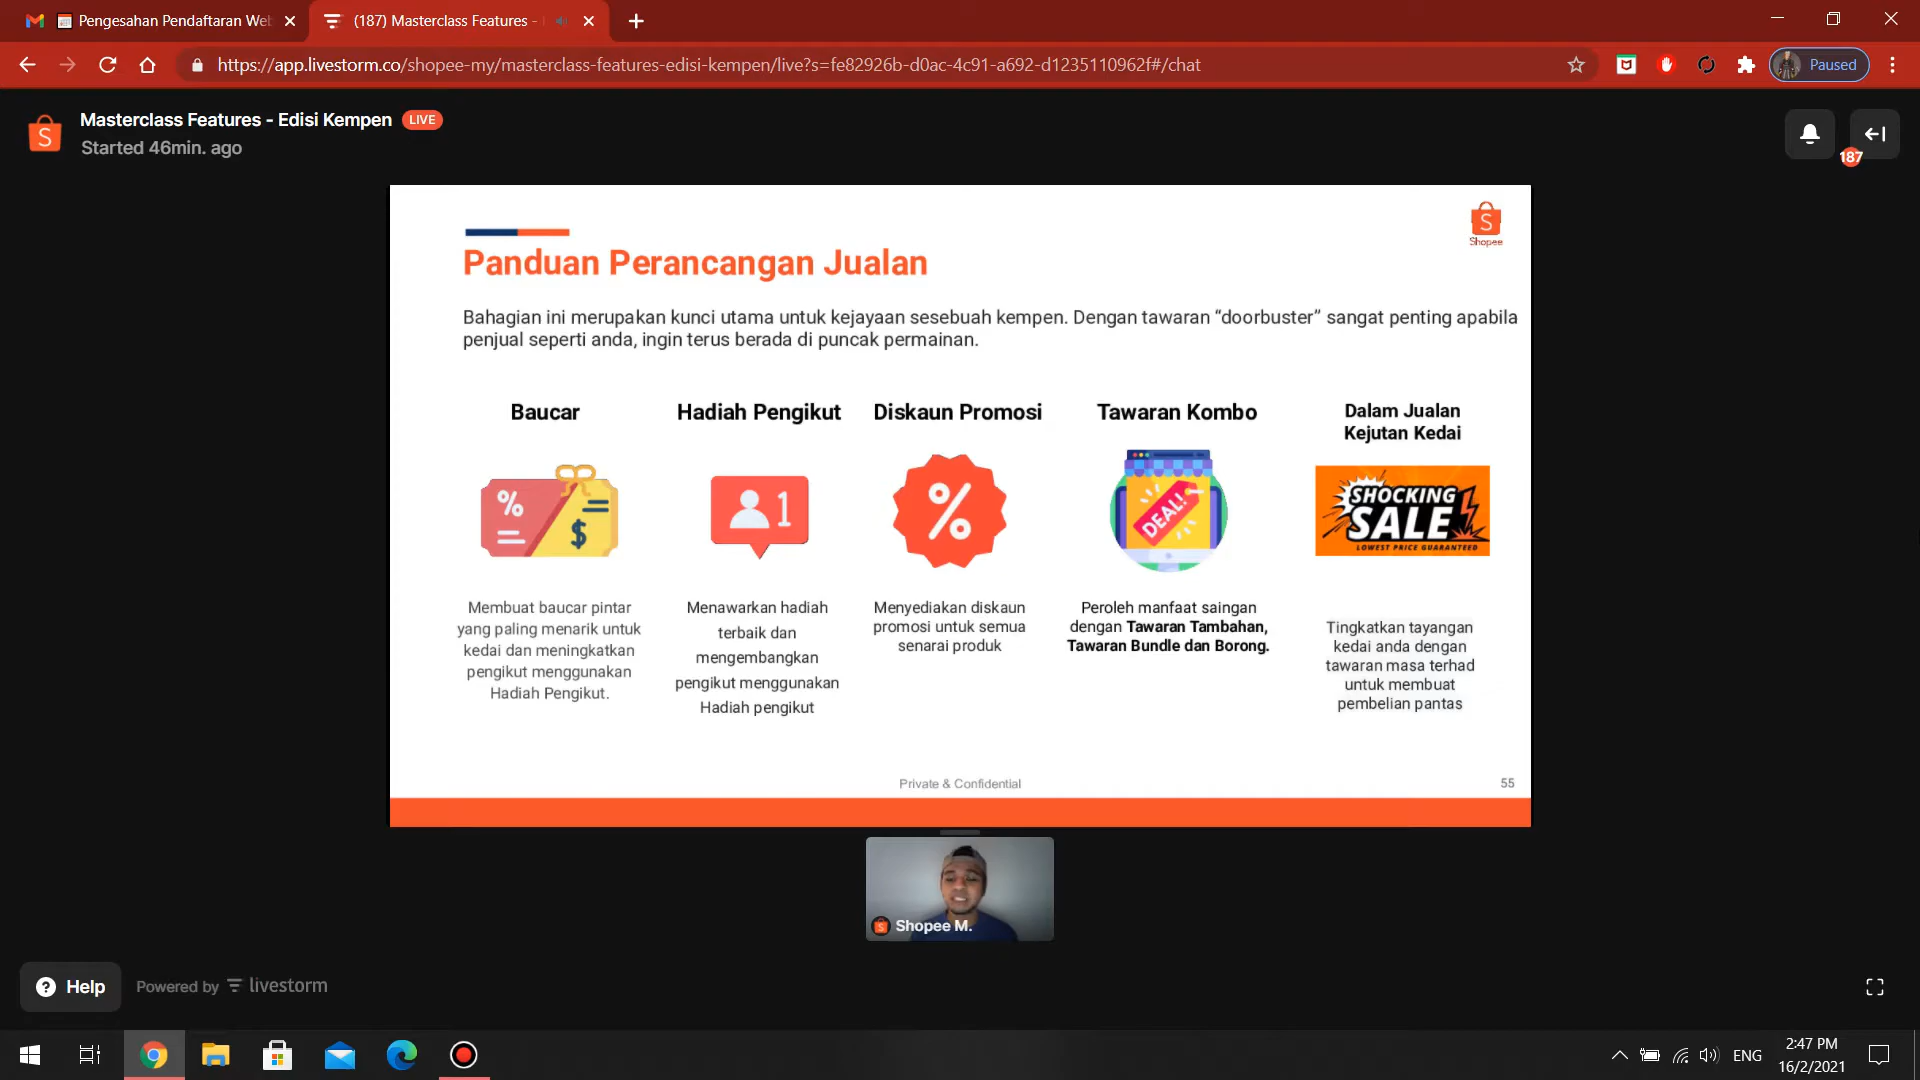 Pengesahan Pendaftaran Web
(187) Masterclass Features -
https://app.livestorm.co/shopee-my/masterclass-features-edisi-kempen/live?s=fe82926b-d0ac-4c91-a692-d1235110962f#/chat
Paused
Masterclass Features - Edisi Kempen LIVE
Started 46min. ago
187
Shopee
Panduan Perancangan Jualan
Bahagian ini merupakan kunci utama untuk kejayaan sesebuah kempen. Dengan tawaran “doorbuster” sangat penting apabila
penjual seperti anda, ingin terus berada di puncak permainan.
Baucar
% $
Membuat baucar pintar
yang paling menarik untuk
kedai dan meningkatkan
pengikut menggunakan
Hadiah Pengikut.
Hadiah Pengikut
1
Menawarkan hadiah
terbaik dan
mengembangkan
pengikut menggunakan
Hadiah pengikut
Diskaun Promosi
%
Menyediakan diskaun
promosi untuk semua
senarai produk
Tawaran Kombo
DEAL!
Peroleh manfaat saingan
dengan Tawaran Tambahan,
Tawaran Bundle dan Borong.
Dalam Jualan
Kejutan Kedai
SHOCKING
SALE
LOWEST PRICE GUARANTEED
Tingkatkan tayangan
kedai anda dengan
tawaran masa terhad
untuk membuat
pembelian pantas
Private & Confidential
55
Shopee M.
Help
Powered by livestorm
ENG
2:47 PM
16/2/2021